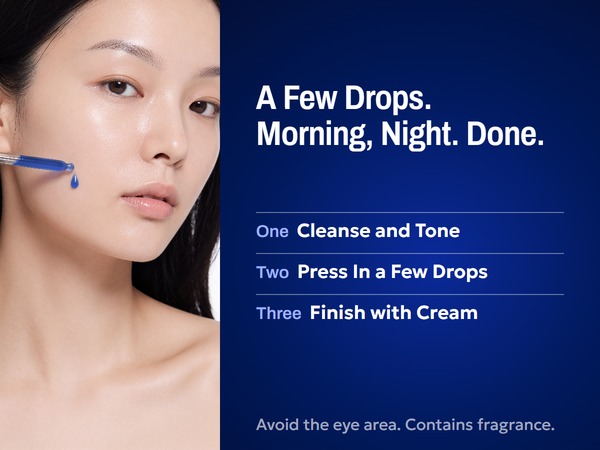 A Few Drops.
Morning, Night. Done.
One Cleanse and Tone
Two Press In a Few Drops
Three Finish with Cream
Avoid the eye area. Contains fragrance.